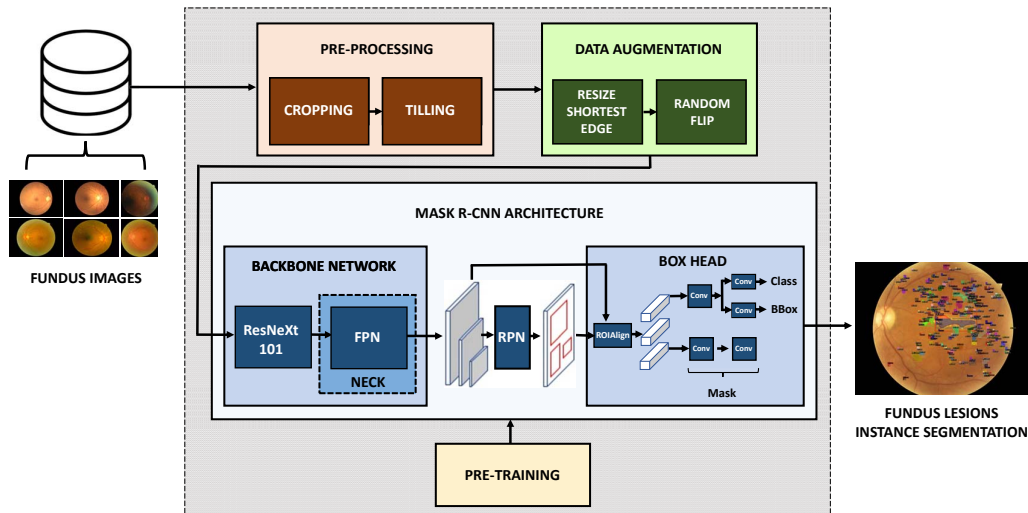 PRE-PROCESSING
CROPPING
TILLING
DATA AUGMENTATION
RESIZE
SHORTEST
EDGE
RANDOM
FLIP
FUNDUS IMAGES
MASK R-CNN ARCHITECTURE
BACKBONE NETWORK
ResNeXt
101
FPN
NECK
RPN
BOX HEAD
ROIAlign
Conv
Conv
Class
Conv
BBox
Conv
Conv
Mask
PRE-TRAINING
FUNDUS LESIONS
INSTANCE SEGMENTATION